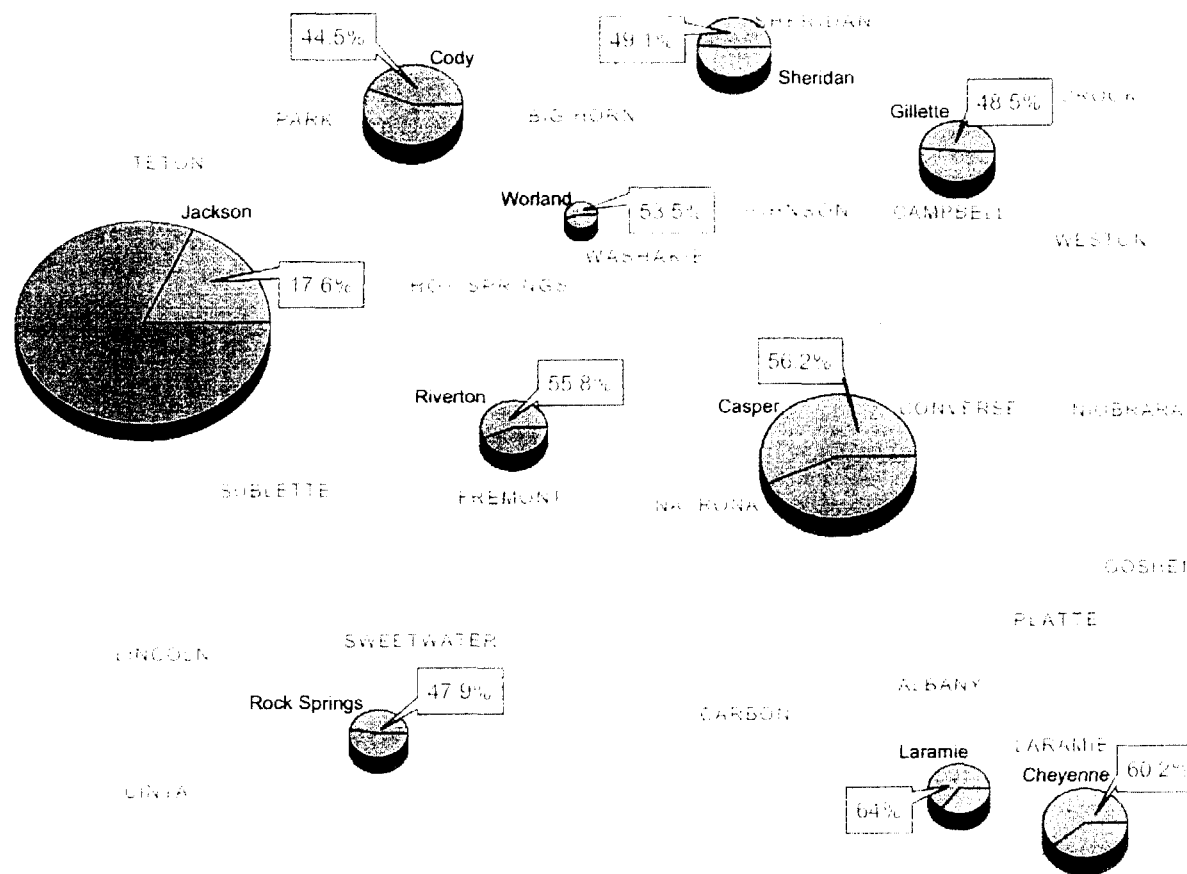 SHERIDAN
44.5%
49.1%
Cody
Sheridan
Gillette
48.5%
CROOK
PARK
BIG HORN
TETON
Worland
53.5%
JOHNSON
CAMPBELL
Jackson
WESTON
WASHAKIE
17.6%
HOT SPRINGS
56.2%
55.8%
Riverton
Casper
CONVERSE
NIOBRARA
SUBLETTE
FREMONT
NATRONA
GOSHEN
PLATTE
SWEETWATER
LINCOLN
47.9%
ALBANY
Rock Springs
CARBON
LARAMIE
Laramie
60.2%
Cheyenne
UINTA
64%